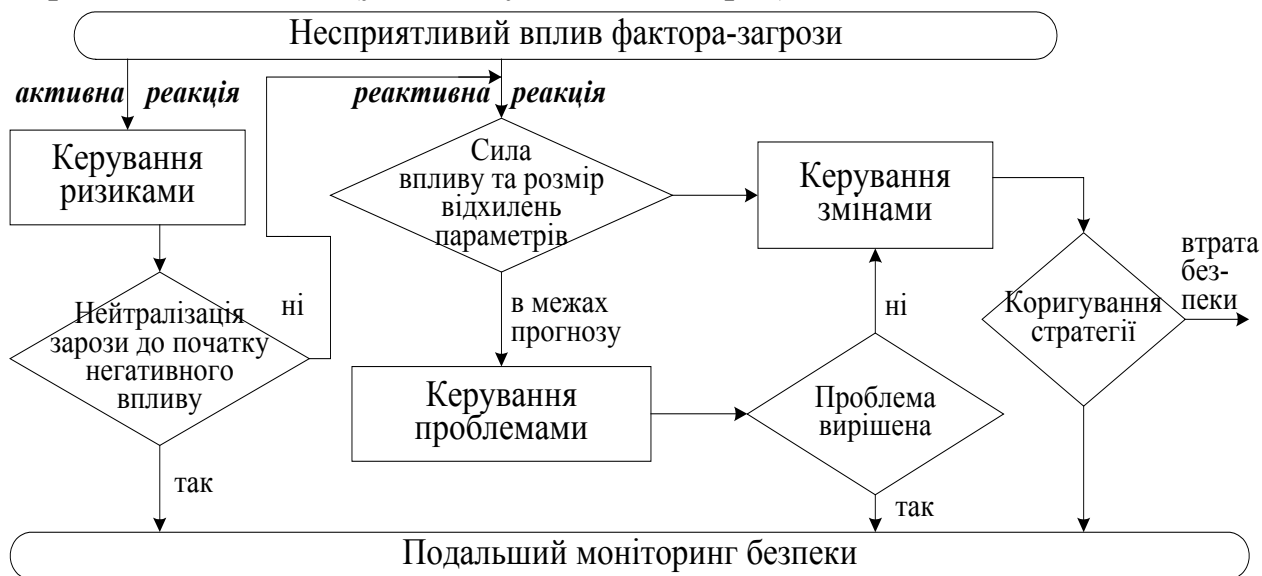 Несприятливий вплив фактора-загрози
активна реакція
реактивна реакція
Керування
ризиками
Сила
впливу та розмір
відхилень
параметрів
Керування
змінами
Нейтралізація
зарози до початку
негативного
впливу
ні
в межах
прогнозу
ні
Коригування
стратегії
втрата
без-
пеки
Керування
проблемами
Проблема
вирішена
так
так
Подальший моніторинг безпеки